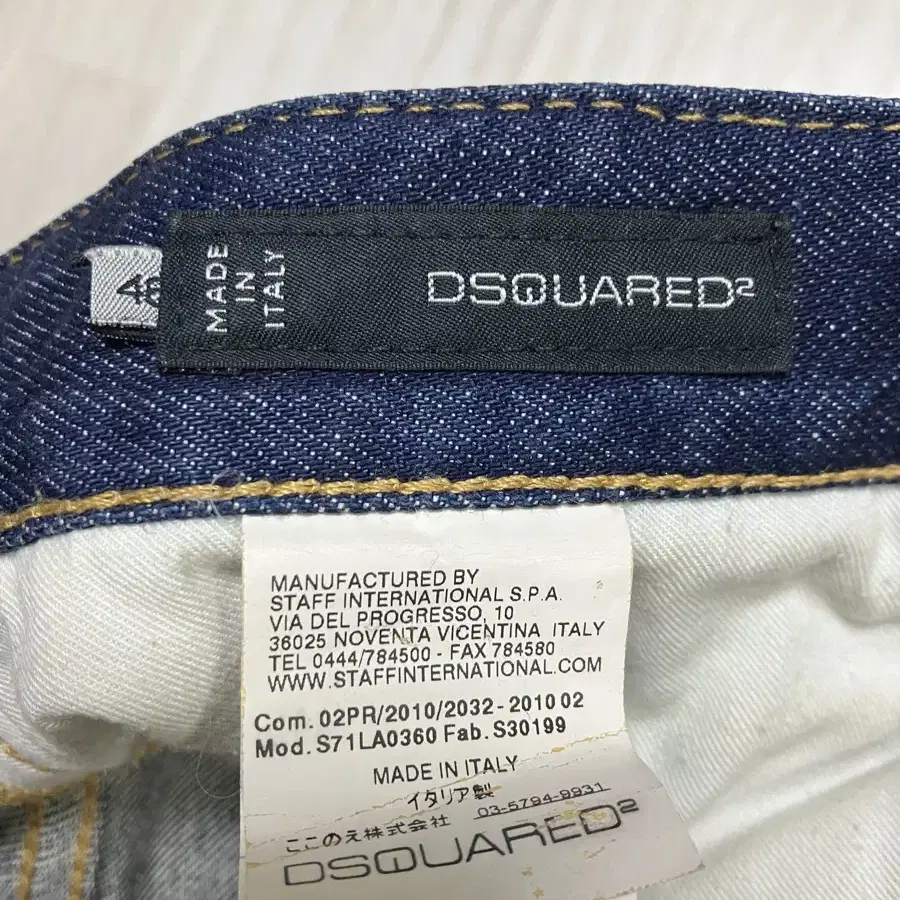 46
MADE
IN
ITALY
DSQUARED2
MANUFACTURED BY
STAFF INTERNATIONAL S.P.A.
VIA DEL PROGRESSO, 10
36025 NOVENTA VICENTINA ITALY
TEL 0444/784500 - FAX 784580
WWW.STAFFINTERNATIONAL.COM
Com. 02PR/2010/2032 - 2010 02
Mod. S71LA0360 Fab. S30199
MADE IN ITALY
イタリア製
ここのえ株式会社 03-5794-9931
DSQUARED2